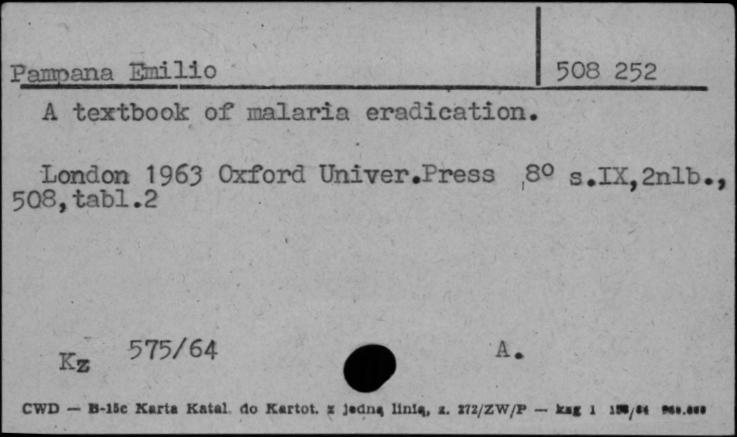 Pampana Emilio 508 252
A textbook of malaria eradication.
London 1963 Oxford Univer.Press 8º s.IX,2nlb.,
508,tabl.2
Kz 575/64 A.
CWD — B-15c Karta Katal. do Kartot. z jedną linią, z. 272/ZW/P — kag 1